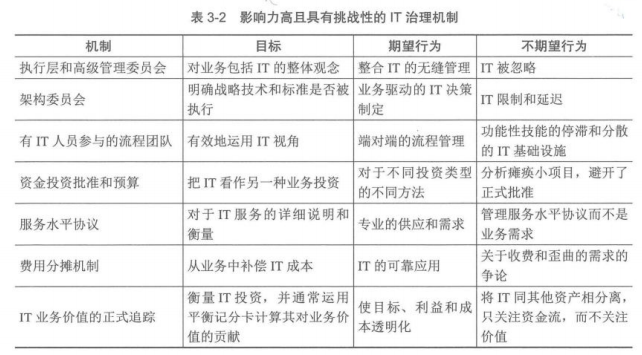 表 3-2 影响力高且具有挑战性的 IT 治理机制
机制 目标 期望行为 不期望行为
执行层和高级管理委员会 对业务包括 IT 的整体观念 整合 IT 的无缝管理 IT 被忽略
架构委员会 明确战略技术和标准是否被执行 业务驱动的 IT 决策制定 IT 限制和延迟
有 IT 人员参与的流程团队 有效地运用 IT 视角 端对端的流程管理 功能性技能的停滞和分散的 IT 基础设施
资金投资批准和预算 把 IT 看作另一种业务投资 对于不同投资类型的不同方法 分析瘫痪小项目，避开了正式批准
服务水平协议 对于 IT 服务的详细说明和衡量 专业的供应和需求 管理服务水平协议而不是业务需求
费用分摊机制 从业务中补偿 IT 成本 IT 的可靠应用 关于收费和歪曲的需求的争论
IT 业务价值的正式追踪 衡量 IT 投资，并通常运用平衡记分卡计算其对业务价值的贡献 使目标、利益和成本透明化 将 IT 同其他资产相分离，只关注资金流，而不关注价值